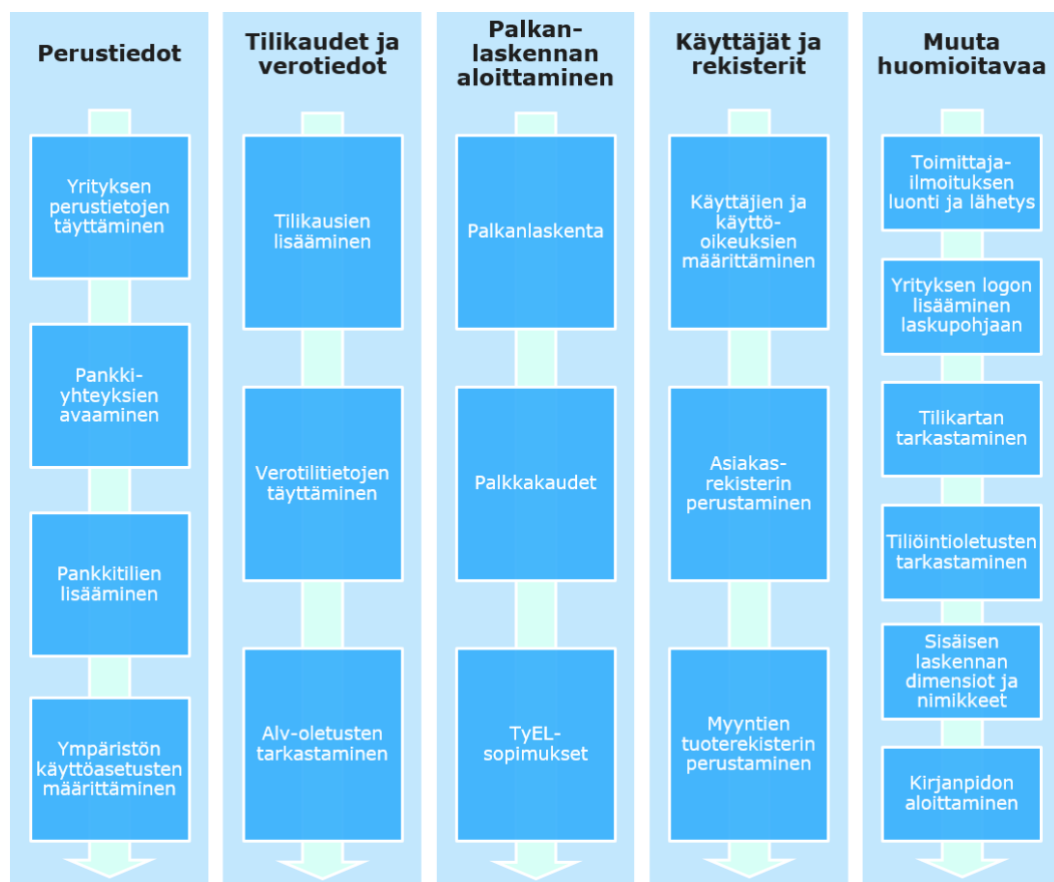 Perustiedot
Yrityksen
perustietojen
täyttäminen
Pankki-
yhteyksien
avaaminen
Pankkitilien
lisääminen
Ympäristön
käyttöasetusten
määrittäminen
Tilikaudet ja
verotiedot
Tilikausien
lisääminen
Verotilitietojen
täyttäminen
Alv-oletusten
tarkastaminen
Palkan-
laskennan
aloittaminen
Palkanlaskenta
Palkkakaudet
TyEL-
sopimukset
Käyttäjät ja
rekisterit
Käyttäjien ja
käyttö-
oikeuksien
määrittäminen
Asiakas-
rekisterin
perustaminen
Myyntien
tuoterekisterin
perustaminen
Muuta
huomioitavaa
Toimittaja-
ilmoituksen
luonti ja lähetys
Yrityksen logon
lisääminen
laskupohjaan
Tilikartan
tarkastaminen
Tiliöintioletusten
tarkastaminen
Sisäisen
laskennan
dimensiot ja
nimikkeet
Kirjanpidon
aloittaminen